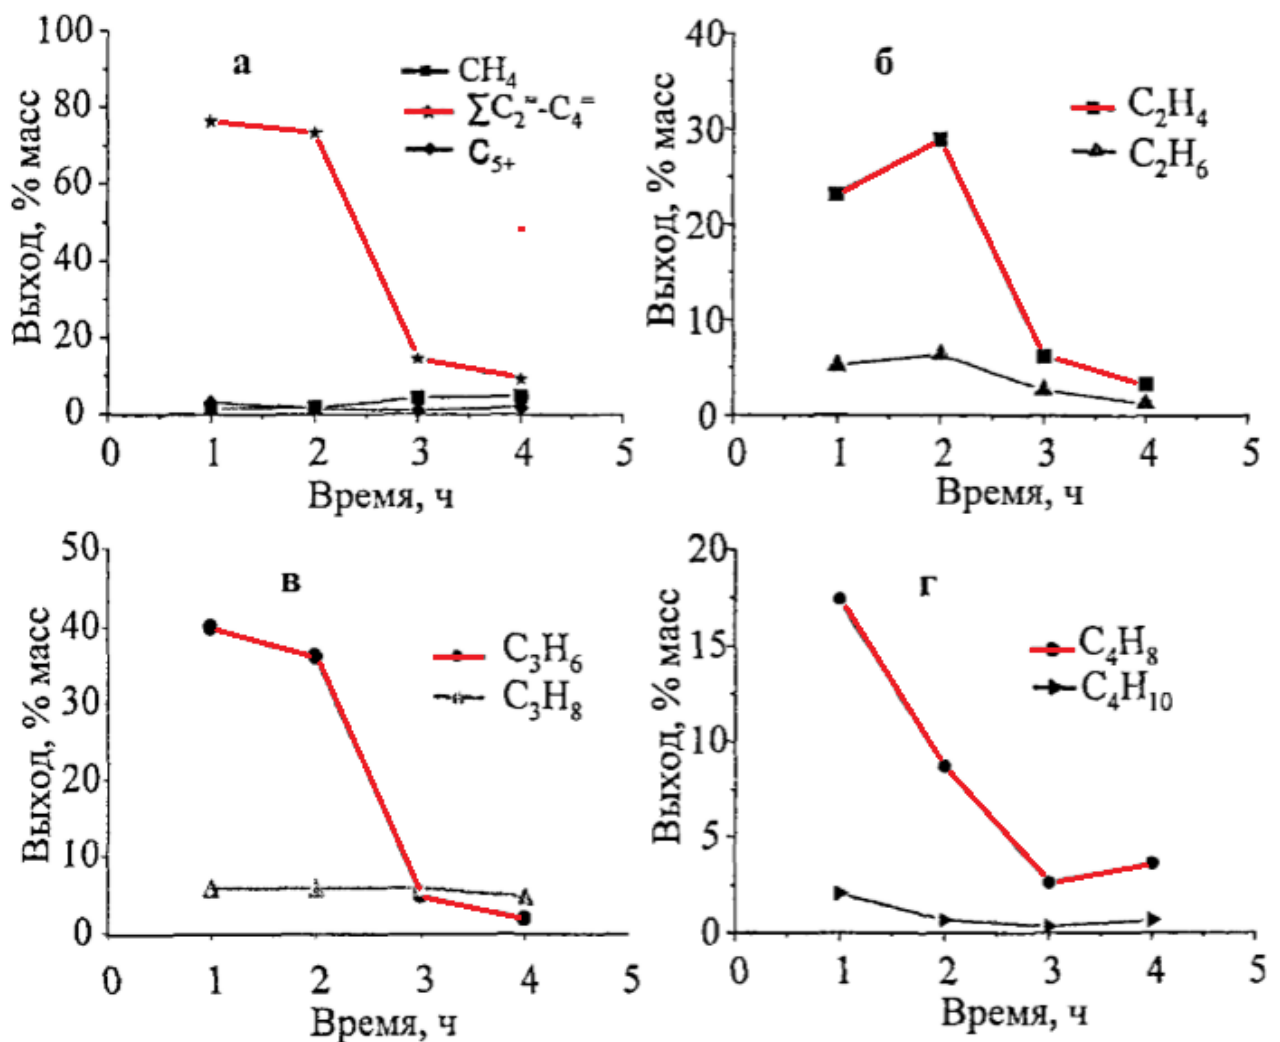 100
80
60
40
20
0
Выход, % масс
а
CH₄
∑C₂⁼-C₄⁼
C₅₊
0 1 2 3 4 5
Время, ч
40
30
20
10
0
Выход, % масс
б
C₂H₄
C₂H₆
0 1 2 3 4 5
Время, ч
50
40
30
20
10
0
Выход, % масс
в
C₃H₆
C₃H₈
0 1 2 3 4 5
Время, ч
20
15
10
5
0
Выход, % масс
г
C₄H₈
C₄H₁₀
0 1 2 3 4 5
Время, ч